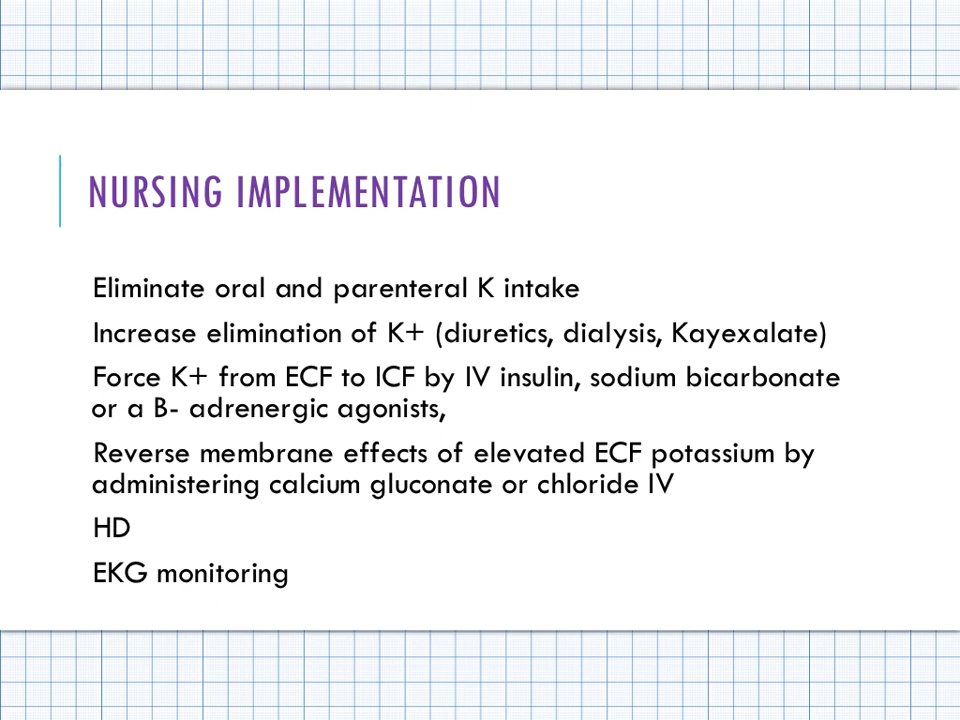 NURSING IMPLEMENTATION
Eliminate oral and parenteral K intake
Increase elimination of K+ (diuretics, dialysis, Kayexalate)
Force K+ from ECF to ICF by IV insulin, sodium bicarbonate
or a B- adrenergic agonists,
Reverse membrane effects of elevated ECF potassium by
administering calcium gluconate or chloride IV
HD
EKG monitoring